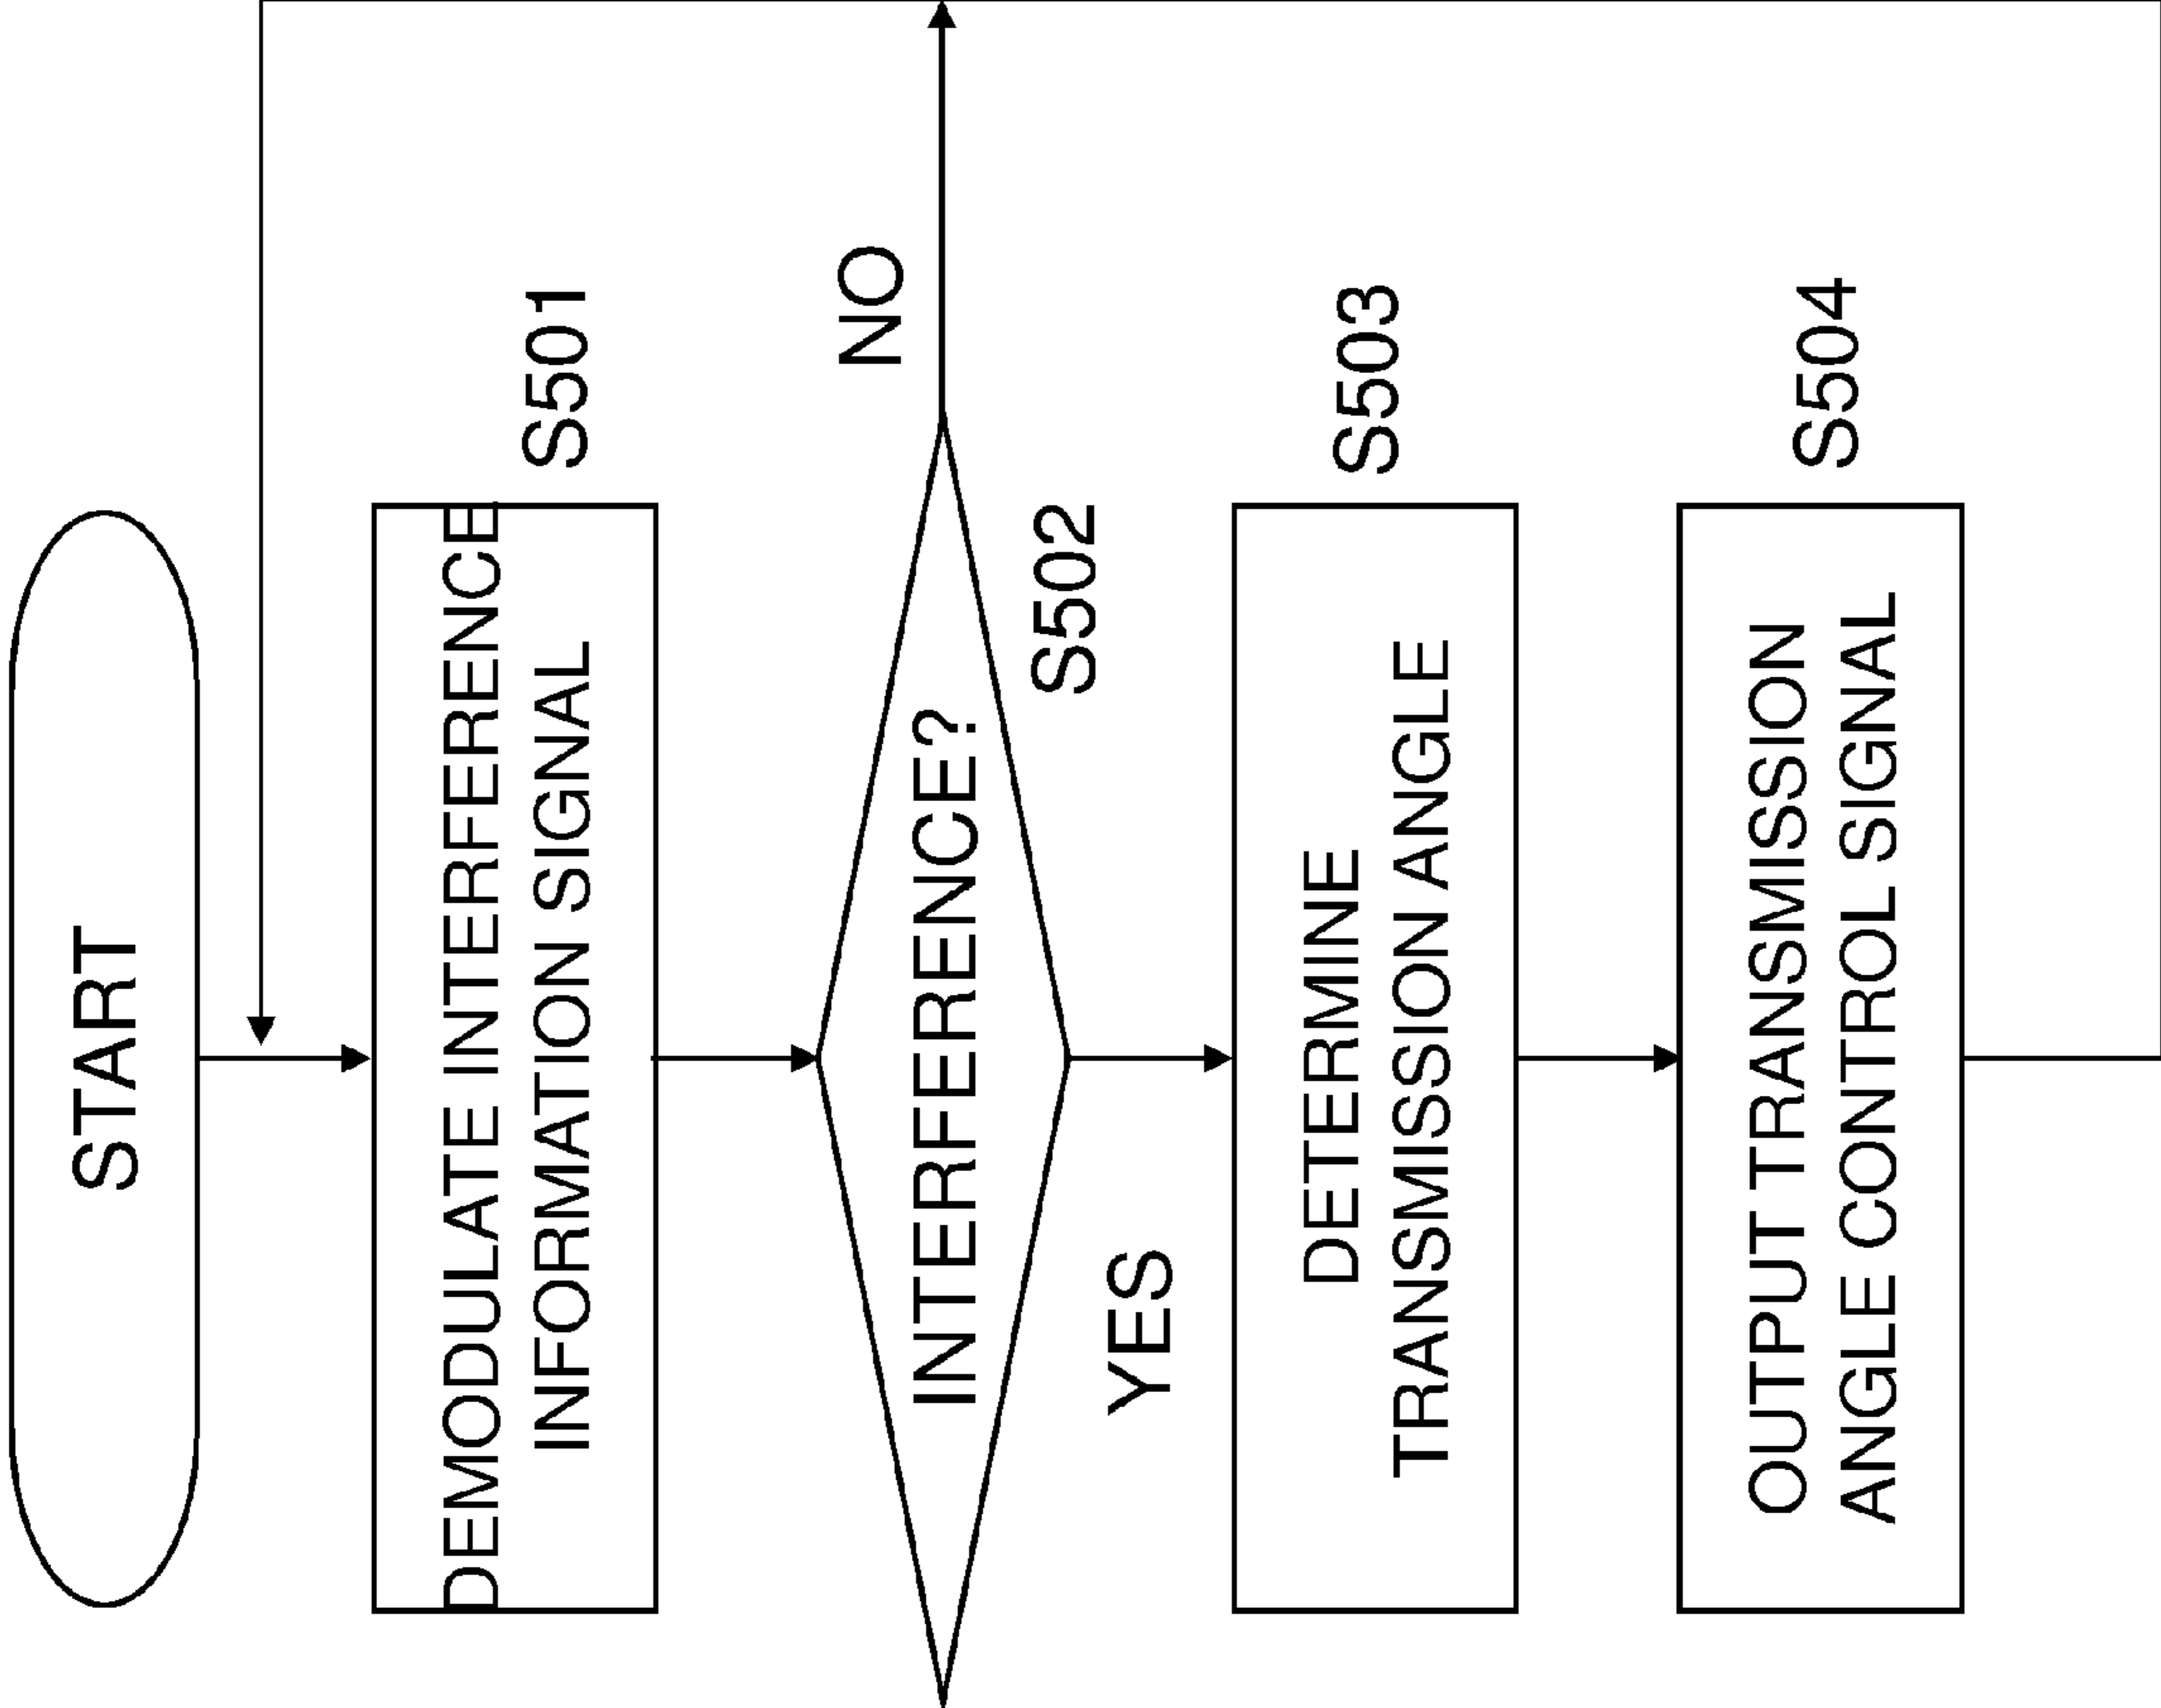 START
DEMODULATE INTERFERENCE
INFORMATION SIGNAL
S501
INTERFERENCE?
NO
S502
YES
DETERMINE
TRANSMISSION ANGLE
S503
OUTPUT TRANSMISSION
ANGLE CONTROL SIGNAL
S504